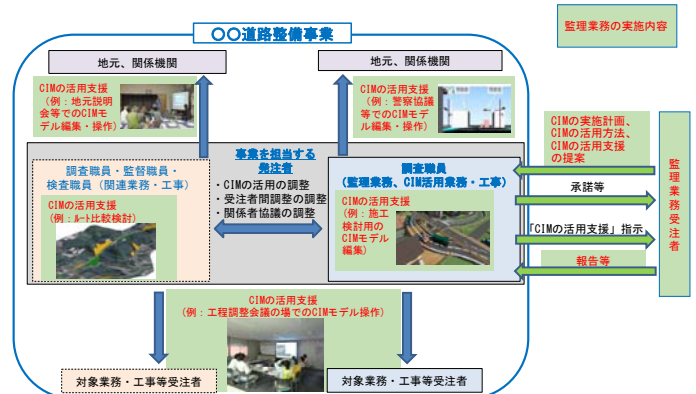 〇〇道路整備事業
監理業務の実施内容
地元、関係機関
地元、関係機関
CIMの活用支援
(例:地元説明
会等でのCIMモ
デル編集・操作)
CIMの活用支援
(例:警察協議
等でのCIMモ
デル編集・操作)
調査職員・監督職員・
検査職員(関連業務・工事)
CIMの活用支援
(例:ルート比較検討)
事業を担当する
発注者
・CIMの活用の調整
・受注者間調整の調整
・関係者協議の調整
調査職員
(監理業務、CIM活用業務・工事)
CIMの活用支援
(例:施工
検討用の
CIMモデル
編集)
CIMの実施計画、
CIMの活用方法、
CIMの活用支援
の提案
承諾等
「CIMの活用支援」指示
報告等
監理業務受注者
CIMの活用支援
(例:工程調整会議の場でのCIMモデル操作)
対象業務・工事等受注者
対象業務・工事等受注者